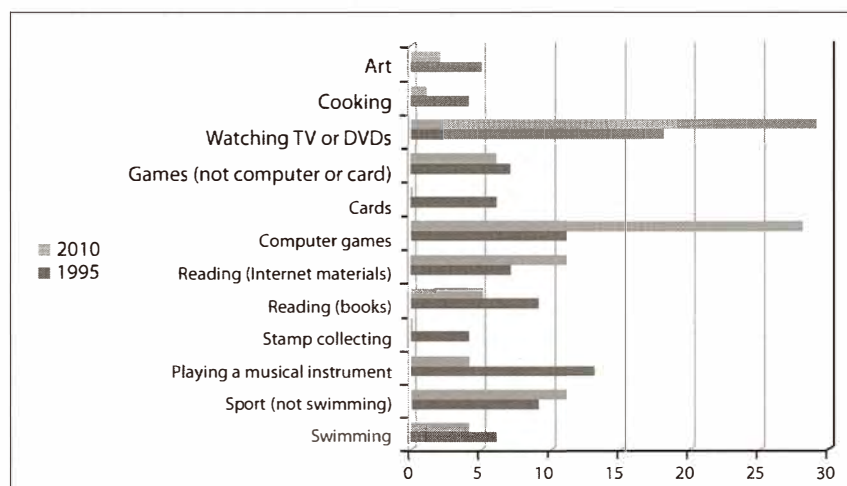 Art
Cooking
Watching TV or DVDs
Games (not computer or card)
Cards
Computer games
Reading (Internet materials)
Reading (books)
Stamp collecting
Playing a musical instrument
Sport (not swimming)
Swimming
2010
1995
0 5 10 15 20 25 30